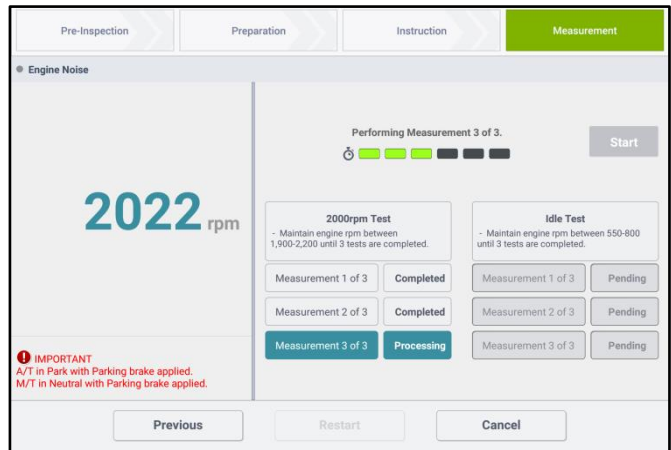 Pre-Inspection
Preparation
Instruction
Measurement
Engine Noise
Performing Measurement 3 of 3.
Start
2022 rpm
2000rpm Test
- Maintain engine rpm between
1,900-2,200 until 3 tests are completed.
Idle Test
- Maintain engine rpm between 550-800
until 3 tests are completed.
Measurement 1 of 3
Completed
Measurement 1 of 3
Pending
Measurement 2 of 3
Completed
Measurement 2 of 3
Pending
Measurement 3 of 3
Processing
Measurement 3 of 3
Pending
IMPORTANT
A/T in Park with Parking brake applied.
M/T in Neutral with Parking brake applied.
Previous
Restart
Cancel